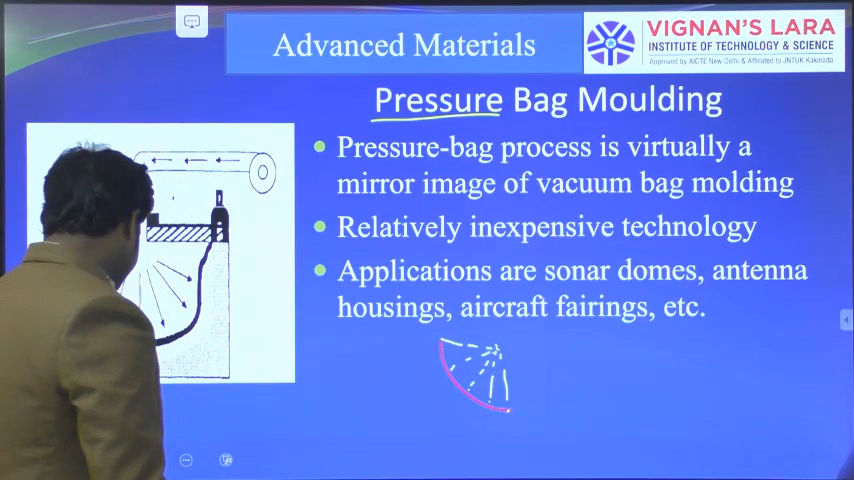 Advanced Materials
VIGNAN'S LARA
INSTITUTE OF TECHNOLOGY & SCIENCE
Approved by AICTE New Delhi & Affiliated to JNTUK Kakinada
Pressure Bag Moulding
Pressure-bag process is virtually a
mirror image of vacuum bag molding
Relatively inexpensive technology
Applications are sonar domes, antenna
housings, aircraft fairings, etc.